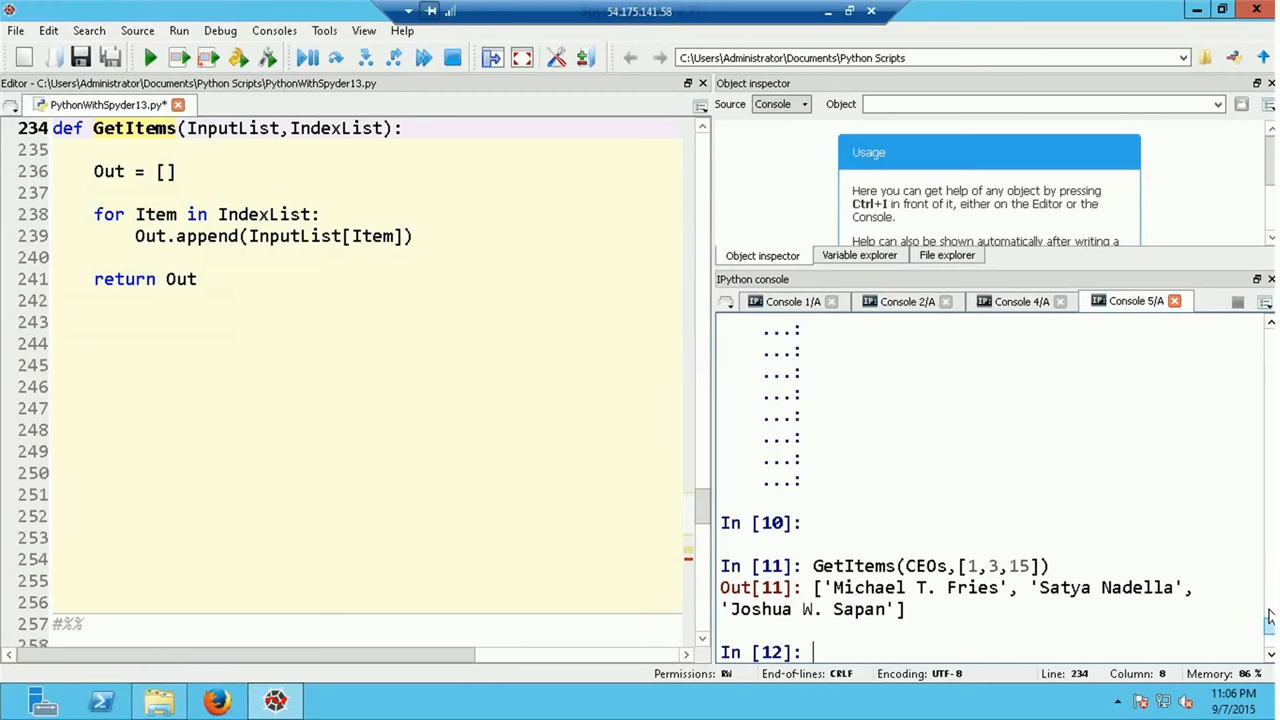 54.175.141.58
File Edit Search Source Run Debug Consoles Tools View Help
C:\Users\Administrator\Documents\Python Scripts
Editor - C:\Users\Administrator\Documents\Python Scripts\PythonWithSpyder13.py
PythonWithSpyder13.py*
234 def GetItems(InputList,IndexList):
235
236 Out = []
237
238 for Item in IndexList:
239 Out.append(InputList[Item])
240
241 return Out
242
243
244
245
246
247
248
249
250
251
252
253
254
255
256
257 #%%
258
Object inspector
Source Console Object
Usage
Here you can get help of any object by pressing
Ctrl+I in front of it, either on the Editor or the
Console.
Help can also be shown automatically after writing a
Object inspector Variable explorer File explorer
IPython console
IP: Console 1/A IP: Console 2/A IP: Console 4/A IP: Console 5/A
...:
...:
...:
...:
...:
...:
...:
...:
In [10]:
In [11]: GetItems(CEOs,[1,3,15])
Out[11]: ['Michael T. Fries', 'Satya Nadella',
'Joshua W. Sapan']
In [12]:
Permissions: RW End-of-lines: CRLF Encoding: UTF-8 Line: 234 Column: 8 Memory: 86 %
11:06 PM
9/7/2015